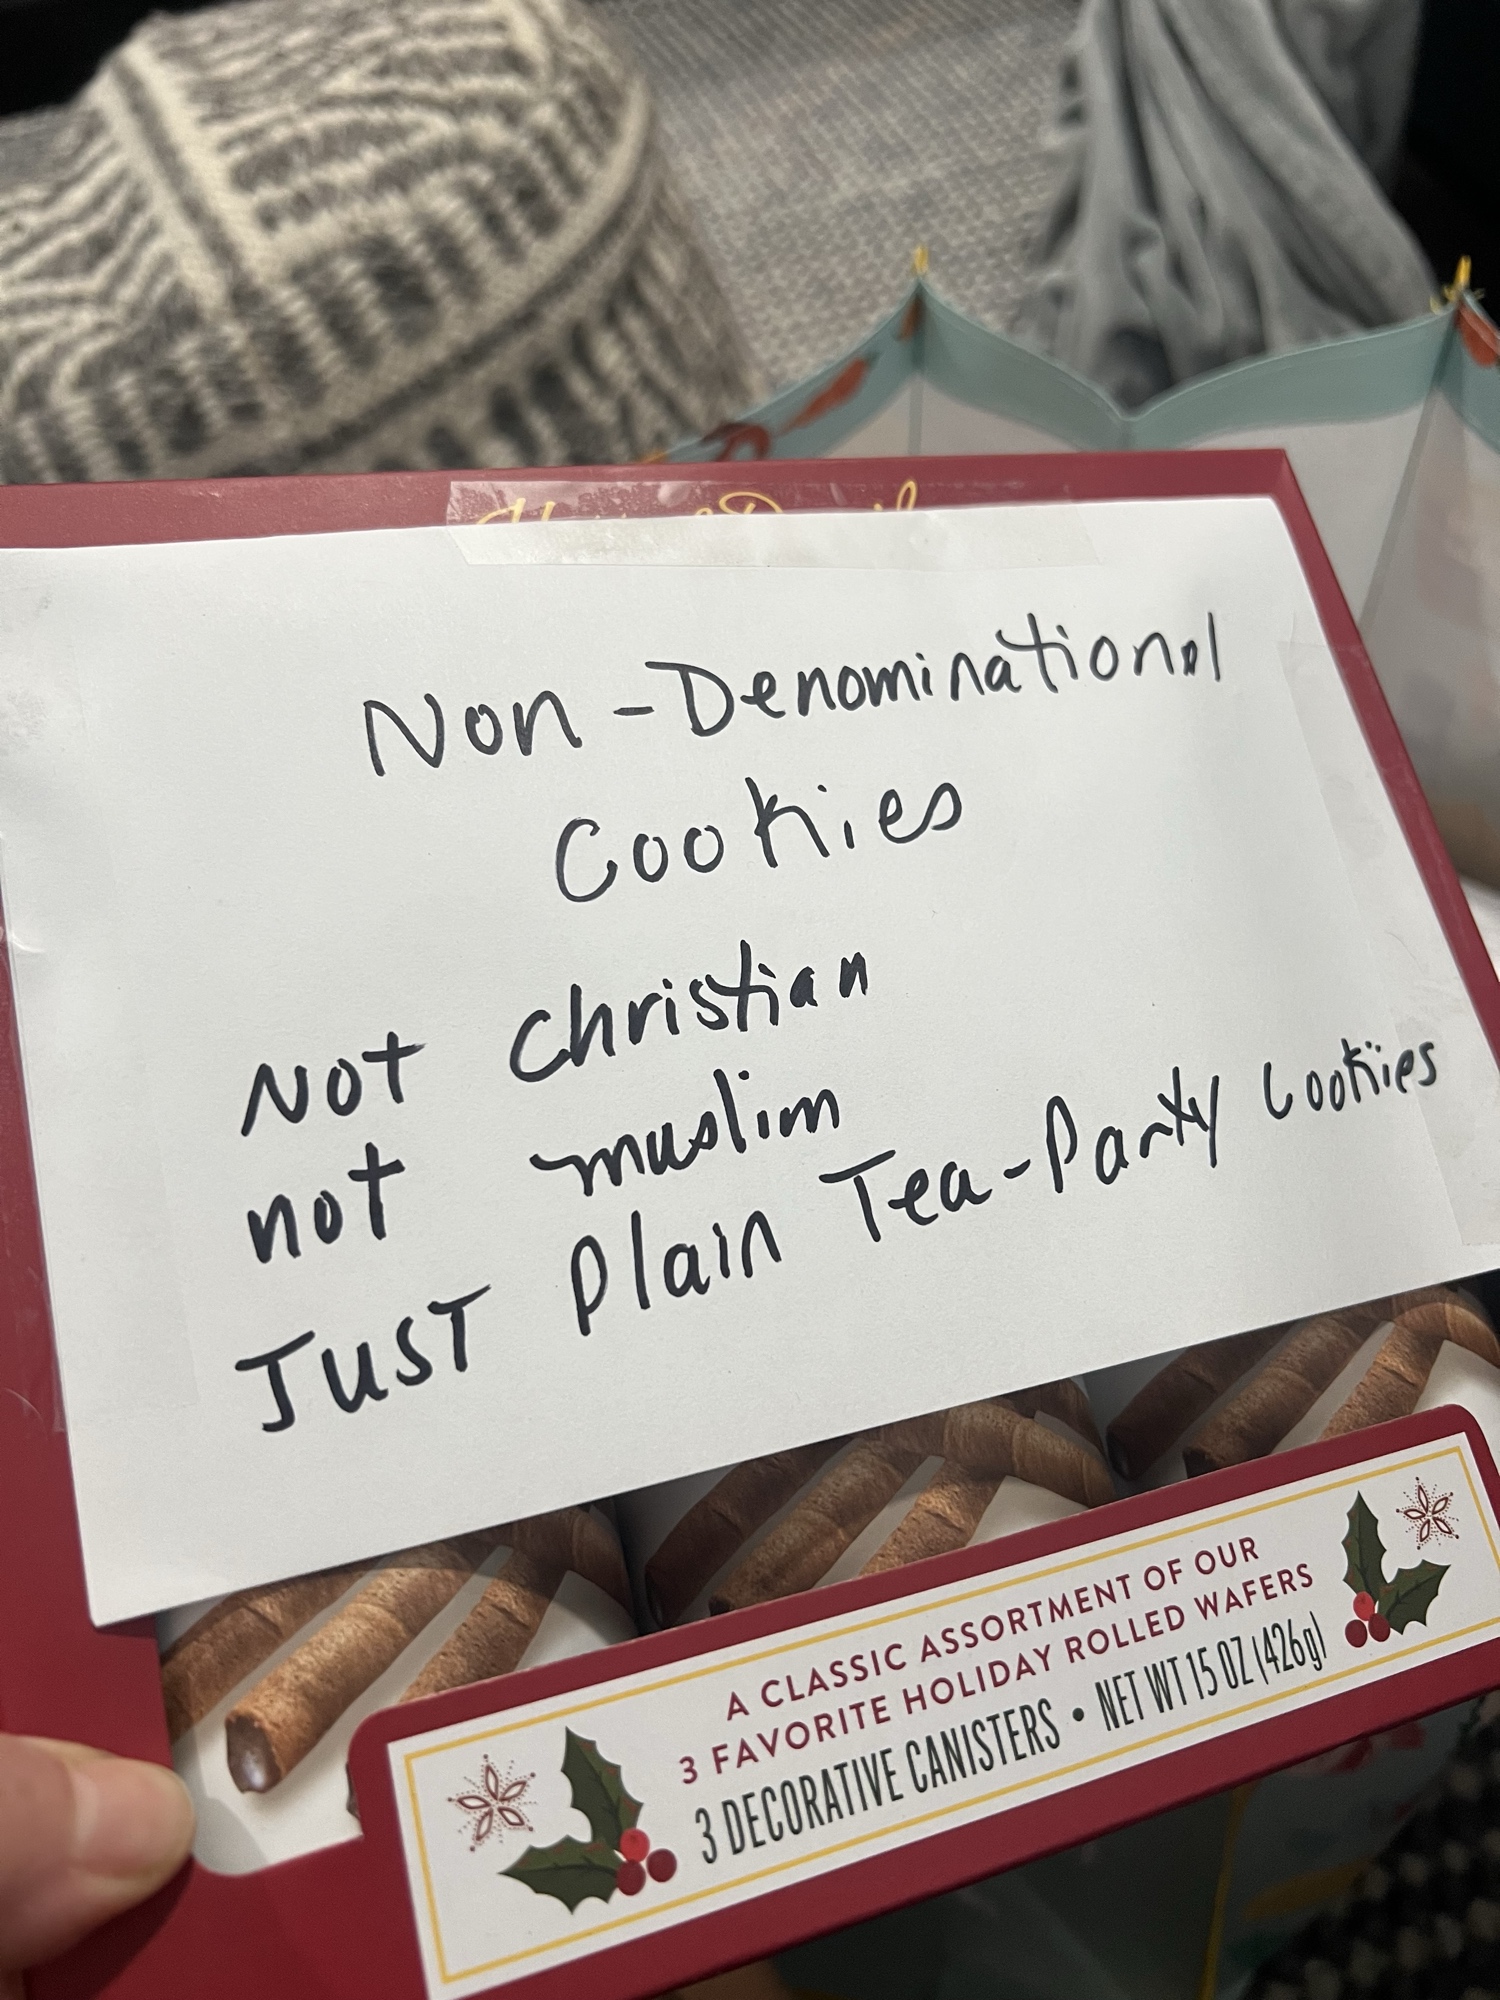 Non-Denominational
Cookies
Not Christian
not muslim
JUST Plain Tea-Party Cookies
A CLASSIC ASSORTMENT OF OUR
3 FAVORITE HOLIDAY ROLLED WAFERS
3 DECORATIVE CANISTERS • NET WT 15 OZ (426g)